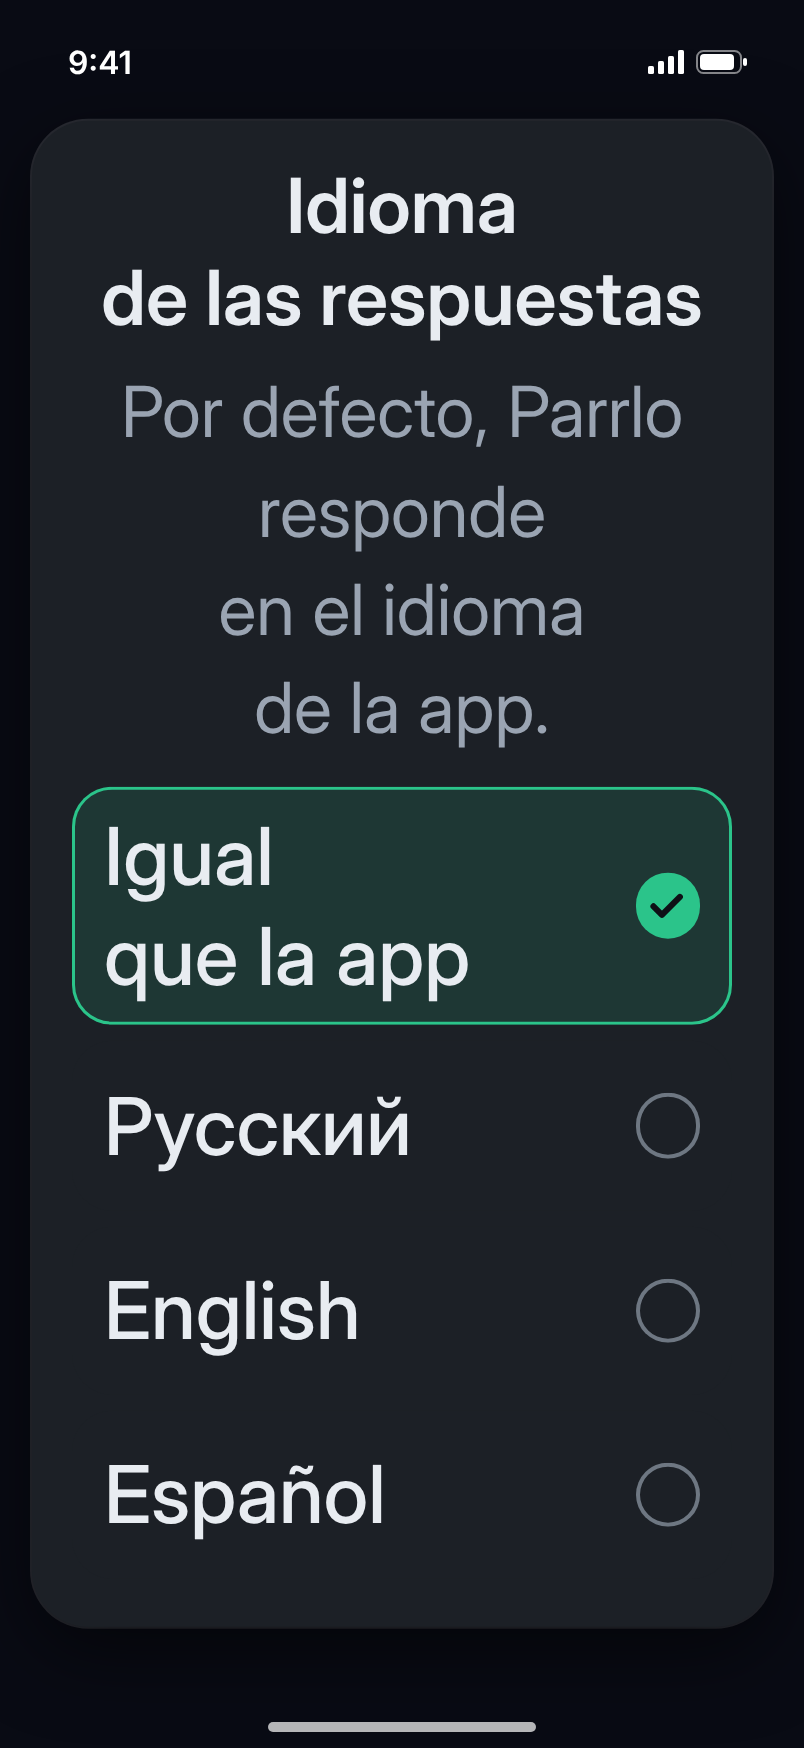 9:41
Idioma
de las respuestas
Por defecto, Parrlo
responde
en el idioma
de la app.
Igual
que la app
Русский
English
Español